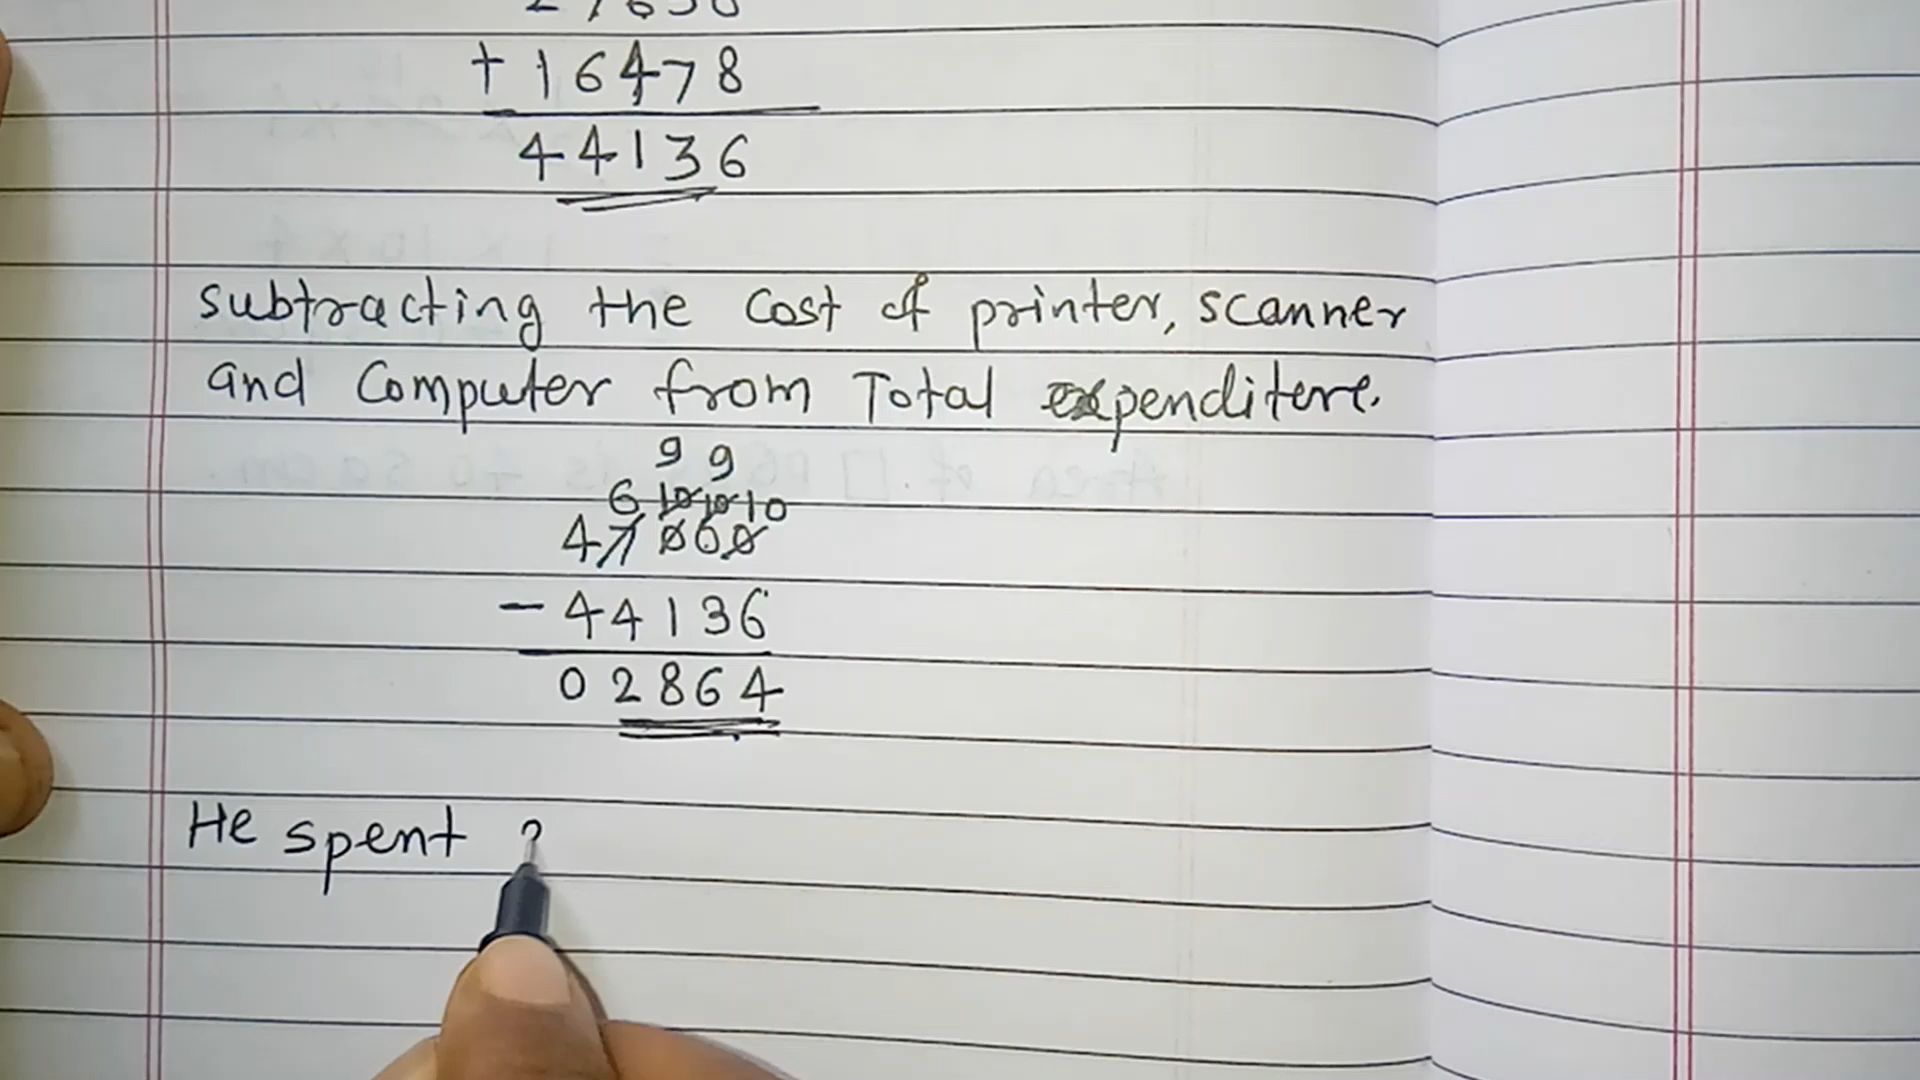 + 16478
44136
subtracting the cost of printer, scanner
and Computer from Total expenditere.
9 9
6 10 10 10
47000
- 44136
02864
He spent